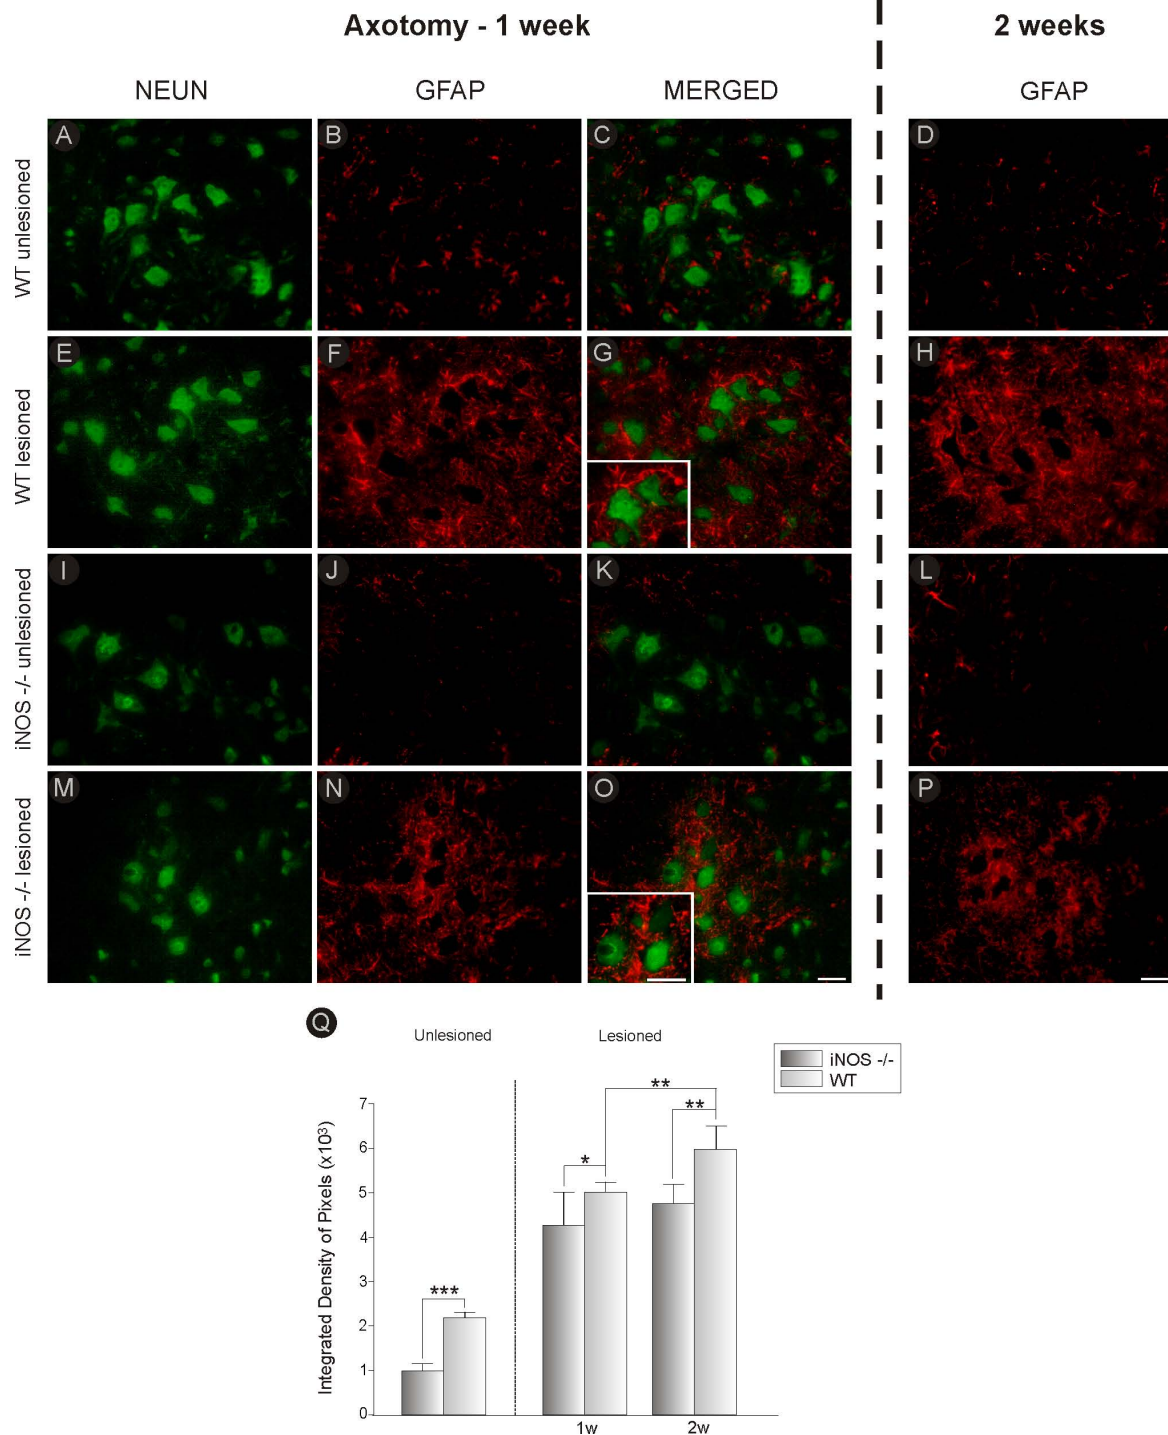 Axotomy - 1 week
2 weeks
NEUN
GFAP
MERGED
GFAP
WT unlesioned
A
B
C
D
WT lesioned
E
F
G
H
iNOS -/- unlesioned
I
J
K
L
iNOS -/- lesioned
M
N
O
P
Q
Unlesioned
Lesioned
iNOS -/-
WT
Integrated Density of Pixels (x10³)
7
6
5
4
3
2
1
0
***
*
**
**
1w
2w